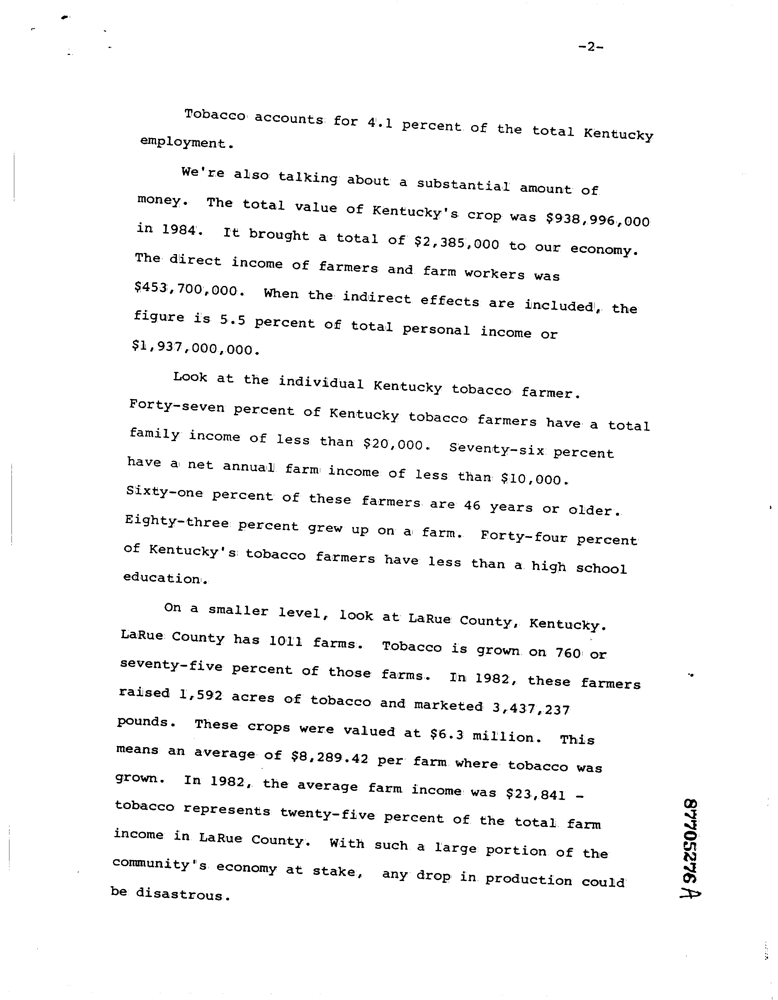 -2-
Tobacco accounts for 4.1 percent of the total Kentucky
employment.
We're also talking about a substantial amount of
money. The total value of Kentucky's crop was $938,996,000
in 1984. It brought a total of $2,385,000 to our economy.
The direct income of farmers and farm workers was
$453,700,000. When the indirect effects are included, the
figure is 5.5 percent of total personal income or
$1,937,000,000.
Look at the individual Kentucky tobacco farmer.
Forty-seven percent of Kentucky tobacco farmers have a total
family income of less than $20,000. Seventy-six percent
have a net annual farm income of less than $10,000.
Sixty-one percent of these farmers are 46 years or older.
Eighty-three percent grew up on a farm. Forty-four percent
of Kentucky's tobacco farmers have less than a high school
education.
On a smaller level, look at LaRue County, Kentucky.
LaRue County has 1011 farms. Tobacco is grown on 760 or
seventy-five percent of those farms. In 1982, these farmers
raised 1,592 acres of tobacco and marketed 3,437,237
pounds. These crops were valued at $6.3 million. This
means an average of $8,289.42 per farm where tobacco was
grown. In 1982, the average farm income was $23,841 -
tobacco represents twenty-five percent of the total farm
income in LaRue County. With such a large portion of the
community's economy at stake, any drop in production could
be disastrous.
87705276 A